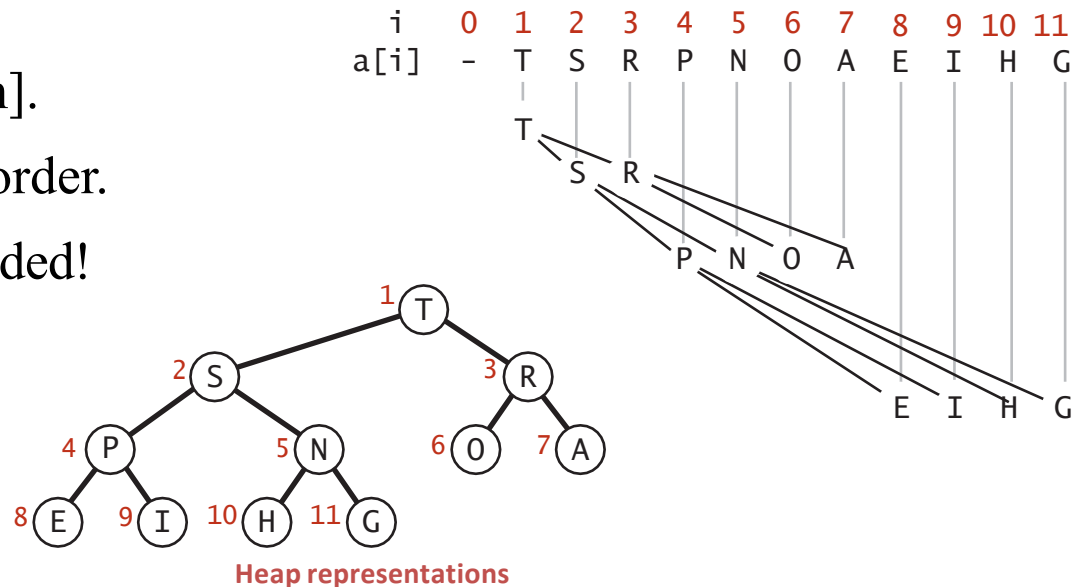 i 0 1 2 3 4 5 6 7 8 9 10 11
a[i] - T S R P N O A E I H G
].
order.
ded!
T
S R
P N O A
E I H G
1 T
2 S 3 R
4 P 5 N 6 O 7 A
8 E 9 I 10 H 11 G
Heap representations